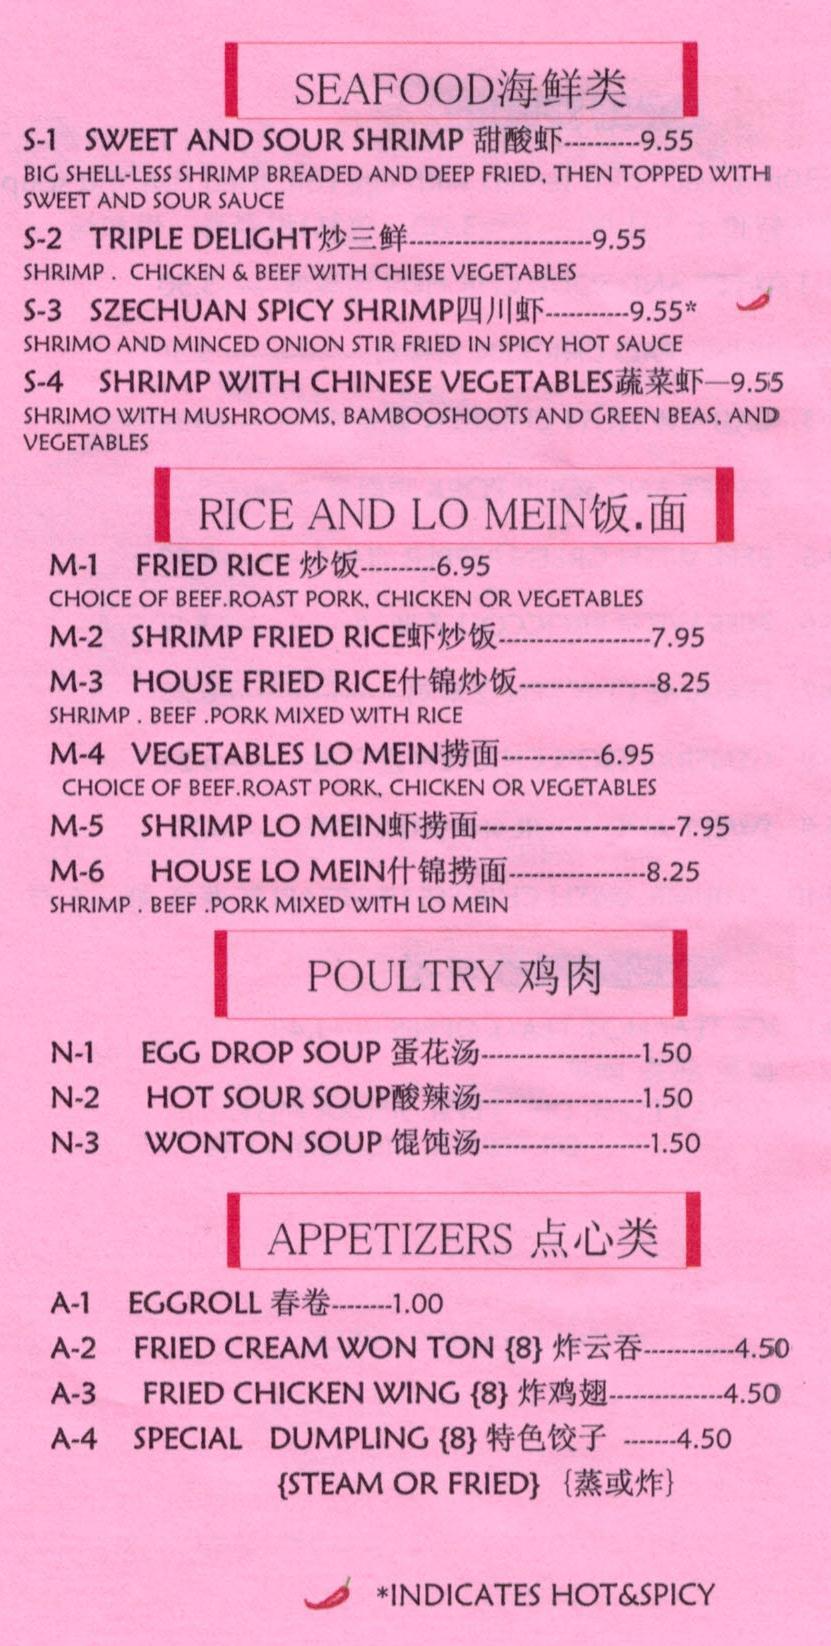 SEAFOOD海鲜类
S-1 SWEET AND SOUR SHRIMP 甜酸虾----------9.55
BIG SHELL-LESS SHRIMP BREADED AND DEEP FRIED, THEN TOPPED WITH
SWEET AND SOUR SAUCE
S-2 TRIPLE DELIGHT炒三鲜------------------------9.55
SHRIMP . CHICKEN & BEEF WITH CHIESE VEGETABLES
S-3 SZECHUAN SPICY SHRIMP四川虾-----------9.55*
SHRIMO AND MINCED ONION STIR FRIED IN SPICY HOT SAUCE
S-4 SHRIMP WITH CHINESE VEGETABLES蔬菜虾—9.55
SHRIMO WITH MUSHROOMS, BAMBOOSHOOTS AND GREEN BEAS, AND
VEGETABLES
RICE AND LO MEIN饭.面
M-1 FRIED RICE 炒饭----------6.95
CHOICE OF BEEF.ROAST PORK, CHICKEN OR VEGETABLES
M-2 SHRIMP FRIED RICE虾炒饭--------------------7.95
M-3 HOUSE FRIED RICE什锦炒饭------------------8.25
SHRIMP . BEEF .PORK MIXED WITH RICE
M-4 VEGETABLES LO MEIN捞面-------------6.95
CHOICE OF BEEF.ROAST PORK, CHICKEN OR VEGETABLES
M-5 SHRIMP LO MEIN虾捞面--------------------------7.95
M-6 HOUSE LO MEIN什锦捞面------------------8.25
SHRIMP . BEEF .PORK MIXED WITH LO MEIN
POULTRY 鸡肉
N-1 EGG DROP SOUP 蛋花汤---------------------1.50
N-2 HOT SOUR SOUP酸辣汤---------------------1.50
N-3 WONTON SOUP 馄饨汤----------------------1.50
APPETIZERS 点心类
A-1 EGGROLL 春卷--------1.00
A-2 FRIED CREAM WON TON {8} 炸云吞------------4.50
A-3 FRIED CHICKEN WING {8} 炸鸡翅---------------4.50
A-4 SPECIAL DUMPLING {8} 特色饺子 -------4.50
{STEAM OR FRIED} {蒸或炸}
*INDICATES HOT&SPICY